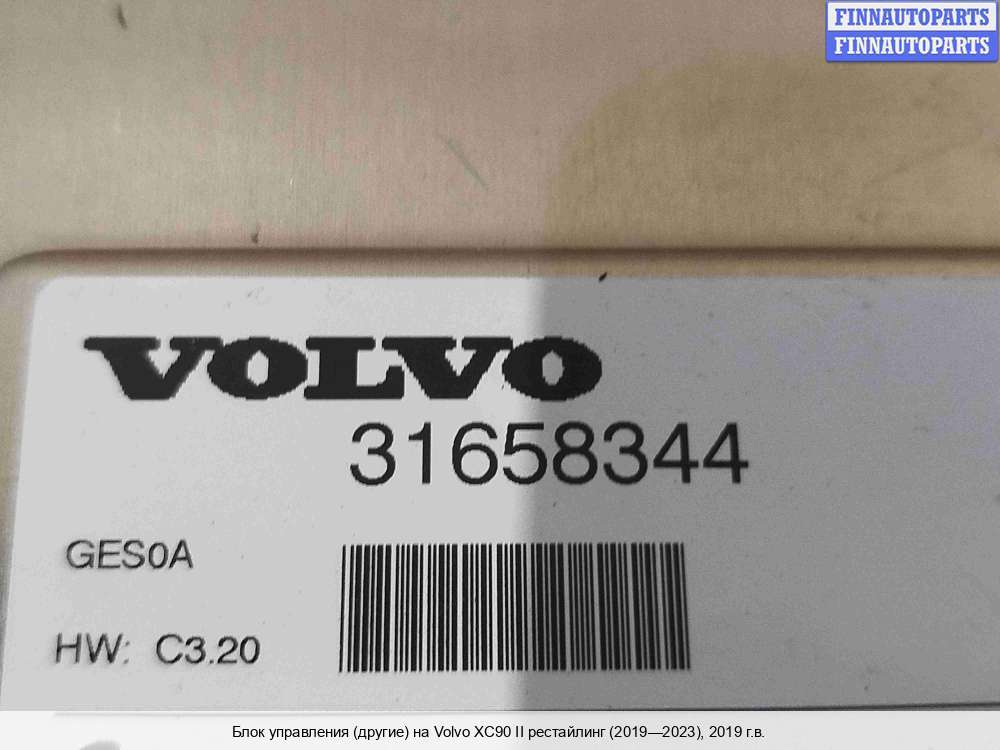 FINNAUTOPARTS
FINNAUTOPARTS
VOLVO
31658344
GES0A
HW: C3.20
Блок управления (другие) на Volvo XC90 II рестайлинг (2019—2023), 2019 г.в.